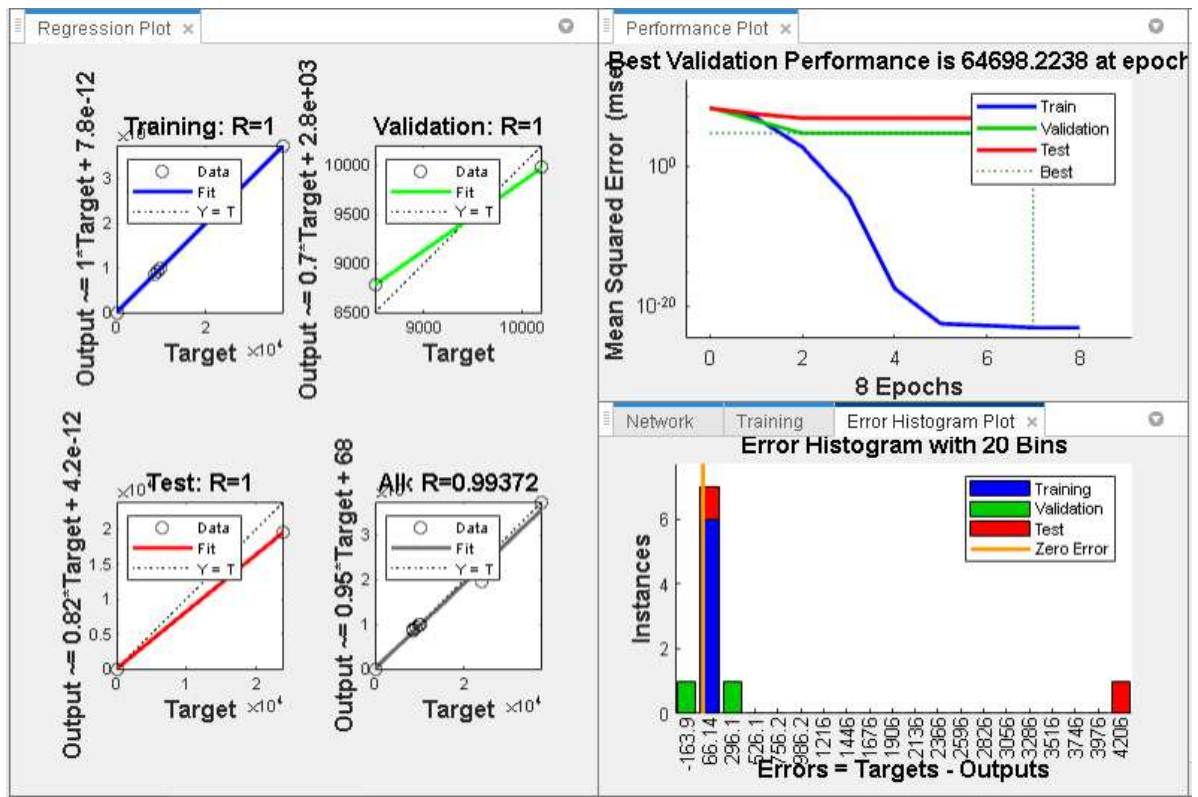 Regression Plot ×
Training: R=1
×10
Output ~= 1*Target + 7.8e-12
Data
Fit
Y = T
3
2
1
0
0
2
Target ×10⁴
Validation: R=1
Output ~= 0.7*Target + 2.8e+03
Data
Fit
Y = T
10000
9500
9000
8500
9000
10000
Target
Test: R=1
×10⁴
Output ~= 0.82*Target + 4.2e-12
Data
Fit
Y = T
2
1.5
1
0.5
0
0
1
2
Target ×10⁴
All: R=0.99372
×10
Output ~= 0.95*Target + 68
Data
Fit
Y = T
3
2
1
0
0
2
Target ×10⁴
Performance Plot ×
Best Validation Performance is 64698.2238 at epoch
Mean Squared Error (mse)
Train
Validation
Test
Best
10⁰
10⁻²⁰
0
2
4
6
8
8 Epochs
Network
Training
Error Histogram Plot ×
Error Histogram with 20 Bins
Training
Validation
Test
Zero Error
Instances
6
4
2
0
-163.9
66.14
296.1
526.1
756.2
986.2
1216
1446
1676
1906
2136
2366
2596
2826
3056
3286
3516
3746
3976
4206
Errors = Targets - Outputs